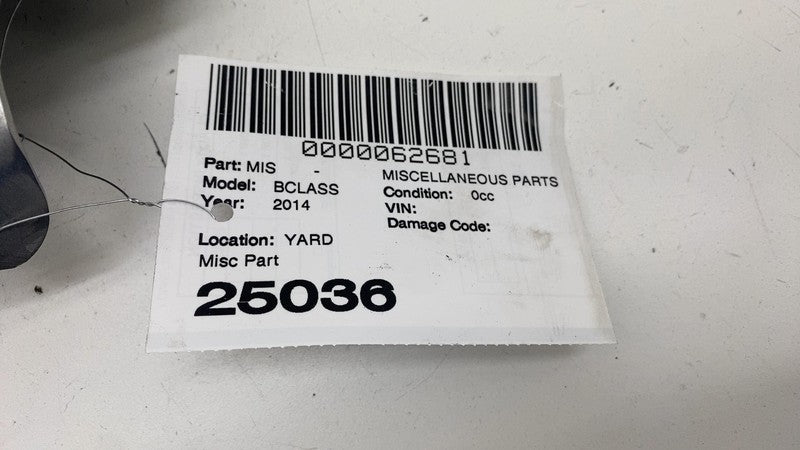 0000062681
Part: MIS - MISCELLANEOUS PARTS
Model: BCLASS Condition: 0cc
Year: 2014 VIN:
Damage Code:
Location: YARD
Misc Part
25036